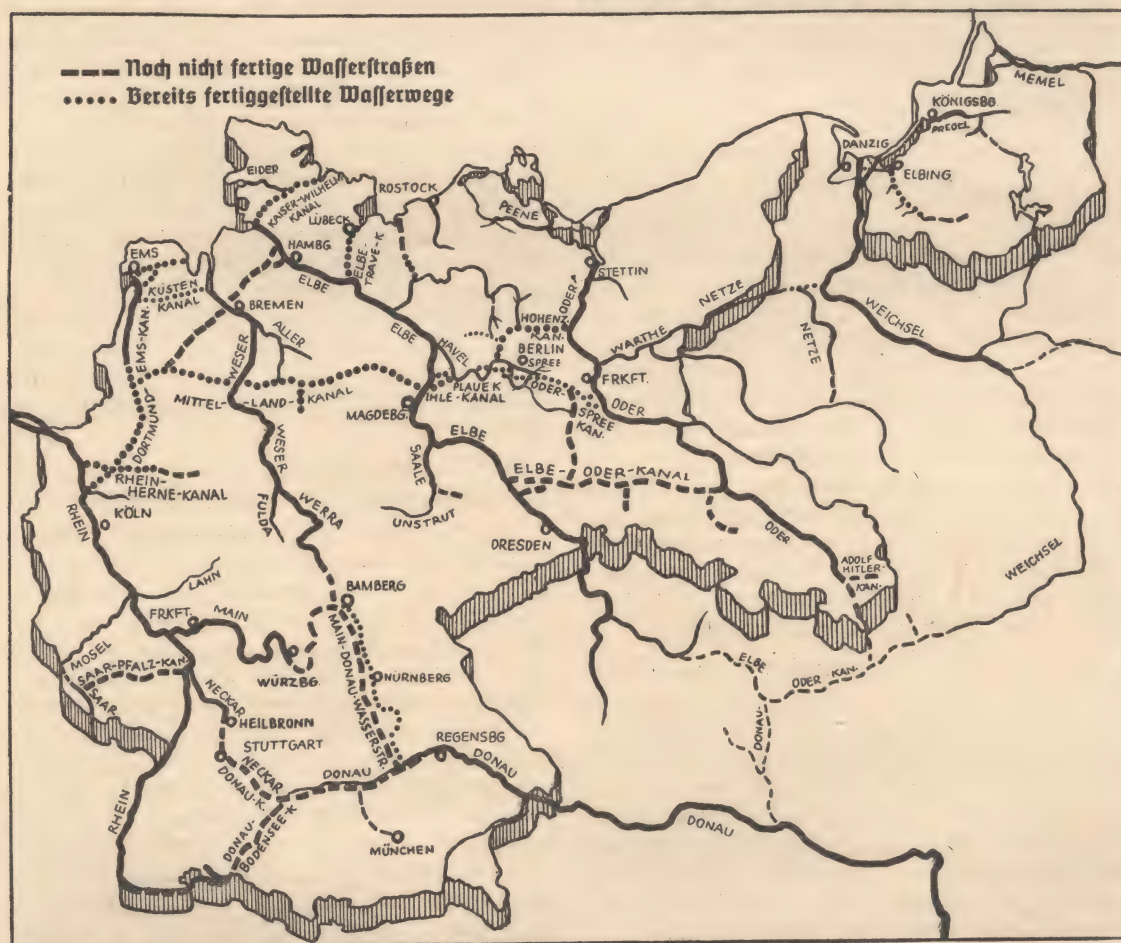 Noch nicht fertige Wasserstraßen
Bereits fertiggestellte Wasserwege
MEMEL
KÖNIGSBG.
PREGEL
DANZIG
ELBING
EIDER
KAISER-WILHELM
KANAL
ROSTOCK
LÜBECK
PEENE
HAMBG
ELBE
ELBE-
TRAVE-K
STETTIN
EMS
KÜSTEN
KANAL
BREMEN
ODER
NETZE
WEICHSEL
EMS-KAN.
DORTMUND
WESER
ALLER
ELBE
HAVEL
HOHENZ.
KAN.
BERLIN
SPREE
WARTHE
NETZE
FRKFT.
MITTEL-LAND-
KANAL
MAGDEBG.
PLAUE K
IHLE-KANAL
ODER-
SPREE
KAN.
ODER
WESER
ELBE
SAALE
ELBE-ODER-KANAL
RHEIN-
HERNE-KANAL
KÖLN
RHEIN
FULDA
WERRA
UNSTRUT
DRESDEN
ODER
ADOLF
HITLER-
KAN.
WEICHSEL
LAHN
BAMBERG
FRKFT.
MAIN
MOSEL
SAAR-PFALZ-KAN.
SAAR
WÜRZBG.
MAIN-DONAU-WASSERSTR.
NÜRNBERG
ELBE
ODER KAN.
DONAU-
NECKAR
HEILBRONN
STUTTGART
REGENSBG
NECKAR
DONAU-K.
DONAU
DONAU
RHEIN
DONAU-
BODENSEE-K
MÜNCHEN
DONAU